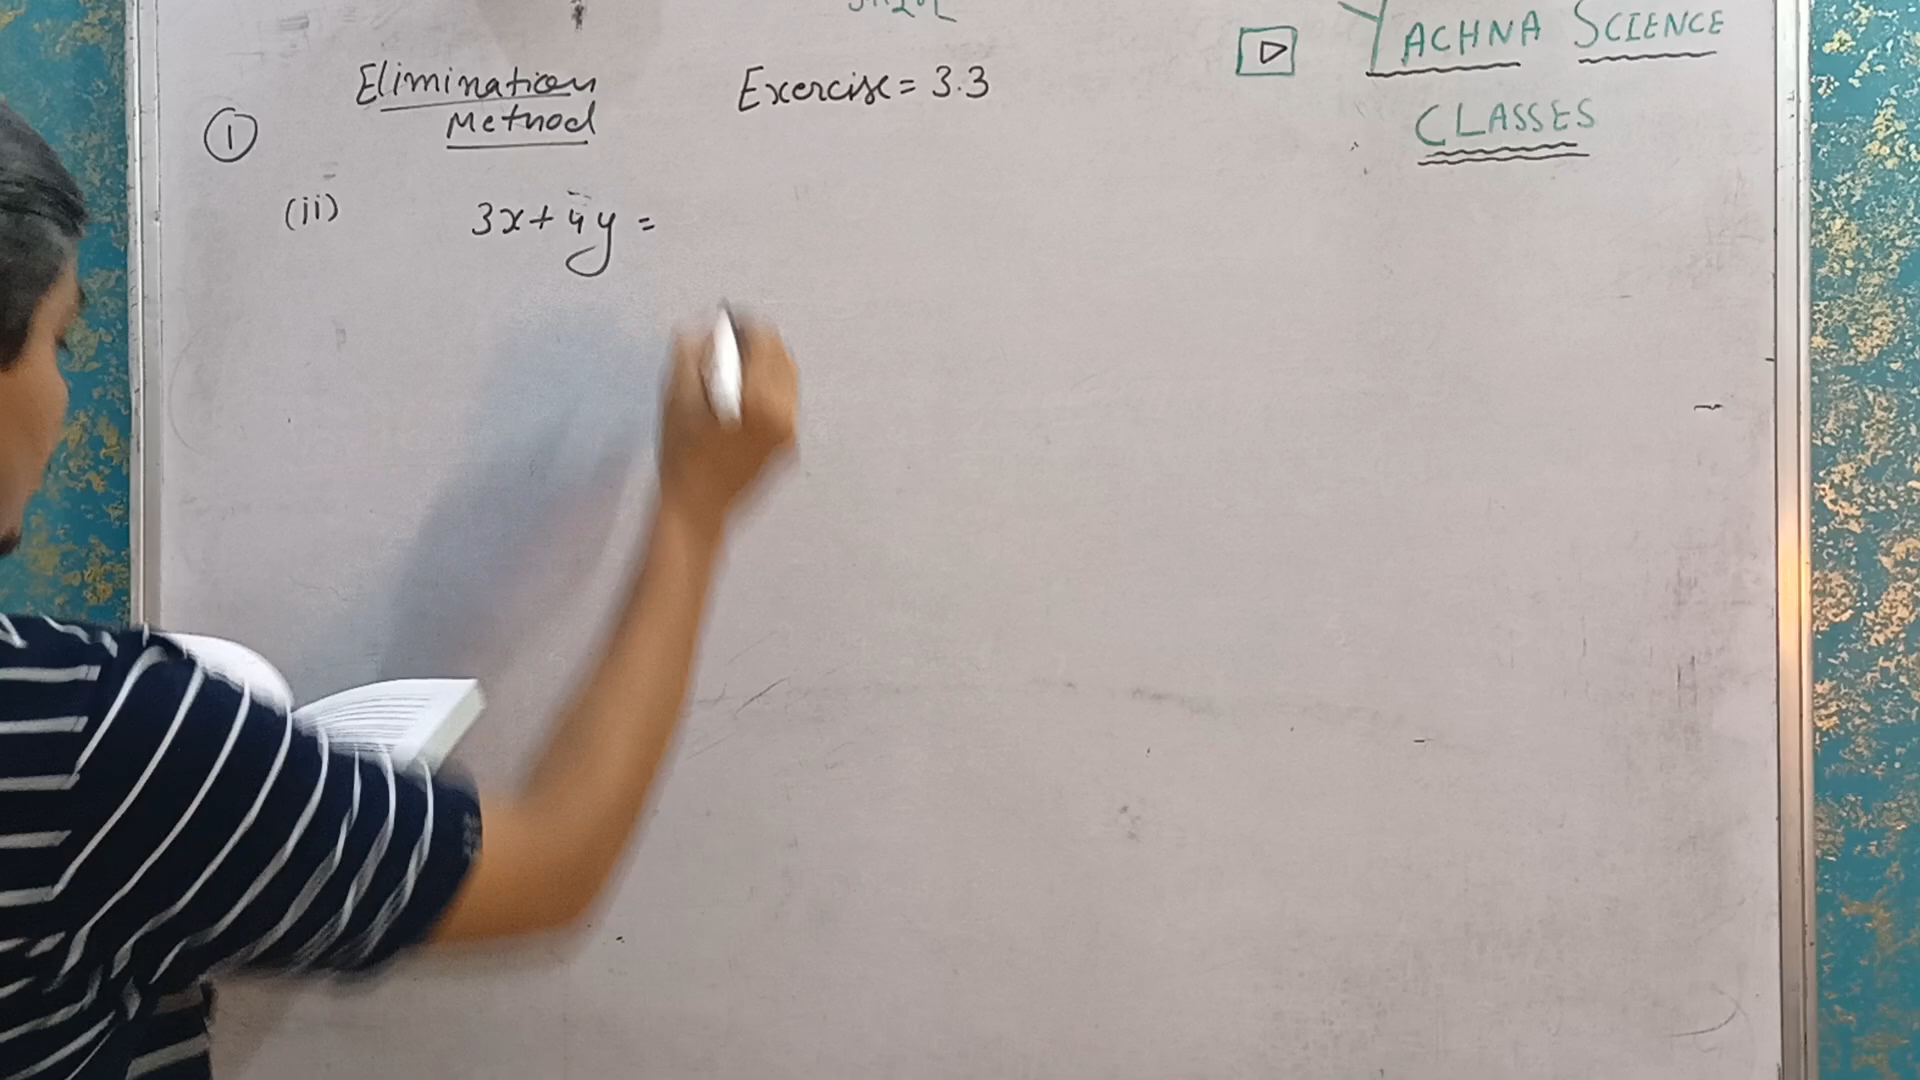 YACHNA SCIENCE
CLASSES
Elimination
Method
Exercise = 3.3
①
(ii) 3x + 4y =